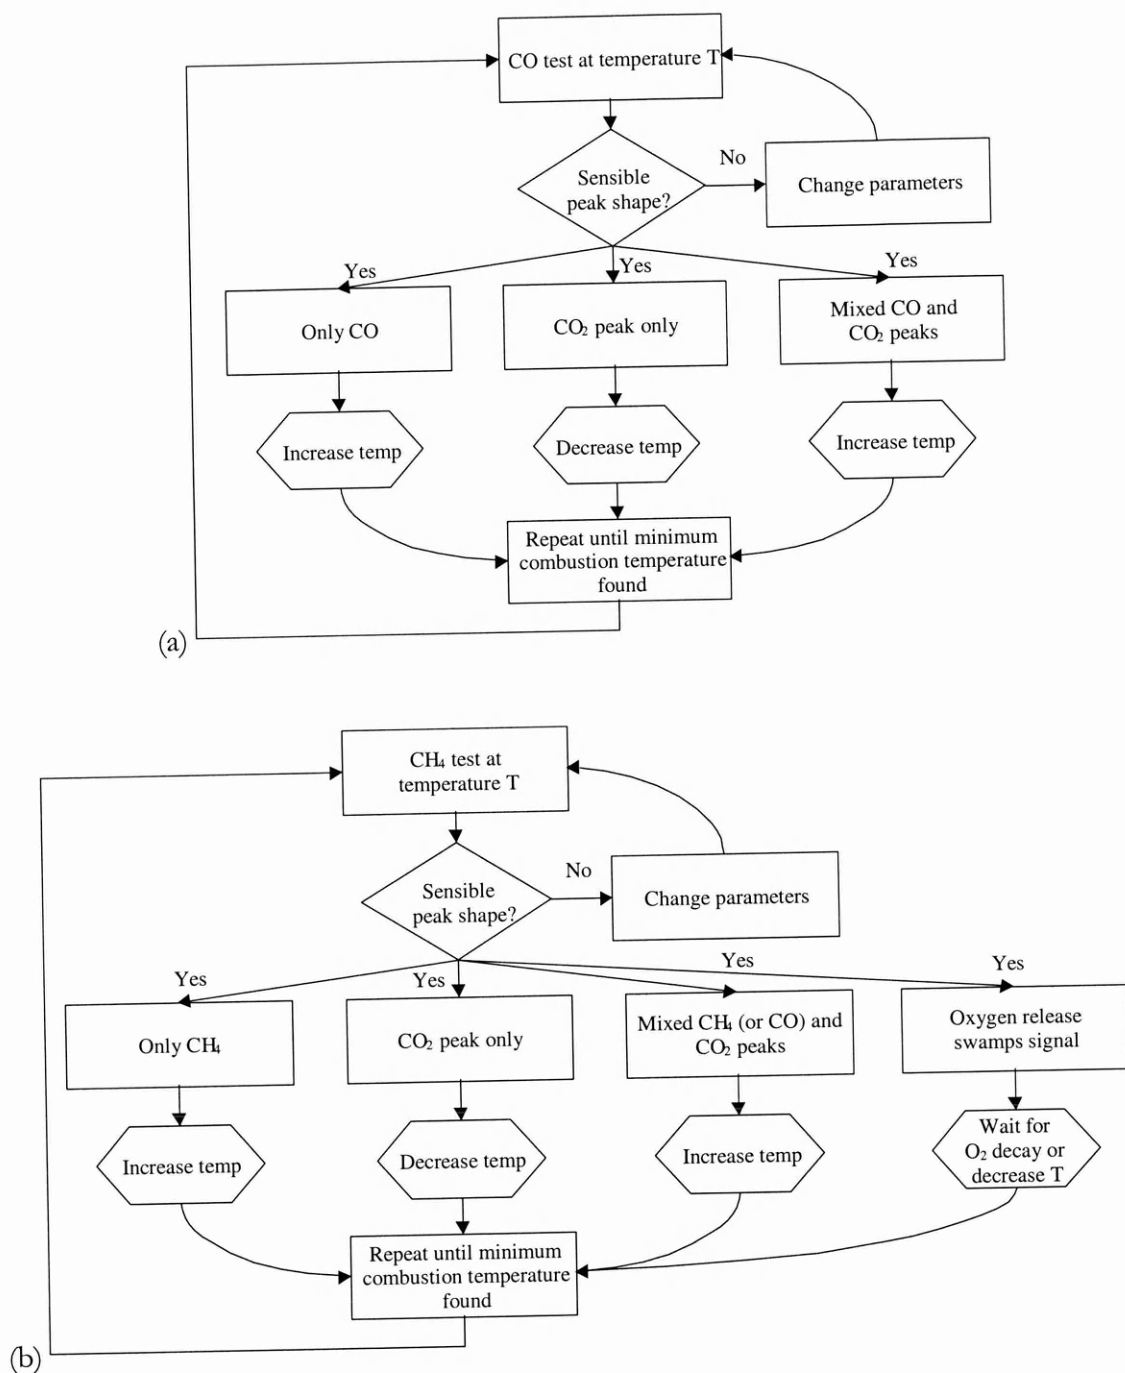 CO test at temperature T
No
Sensible
peak shape?
Change parameters
Yes
Yes
Yes
Only CO
CO₂ peak only
Mixed CO and
CO₂ peaks
Increase temp
Decrease temp
Increase temp
Repeat until minimum
combustion temperature
found
(a)
CH₄ test at
temperature T
No
Sensible
peak shape?
Change parameters
Yes
Yes
Yes
Yes
Only CH₄
CO₂ peak only
Mixed CH₄ (or CO) and
CO₂ peaks
Oxygen release
swamps signal
Increase temp
Decrease temp
Increase temp
Wait for
O₂ decay or
decrease T
Repeat until minimum
combustion temperature
found
(b)